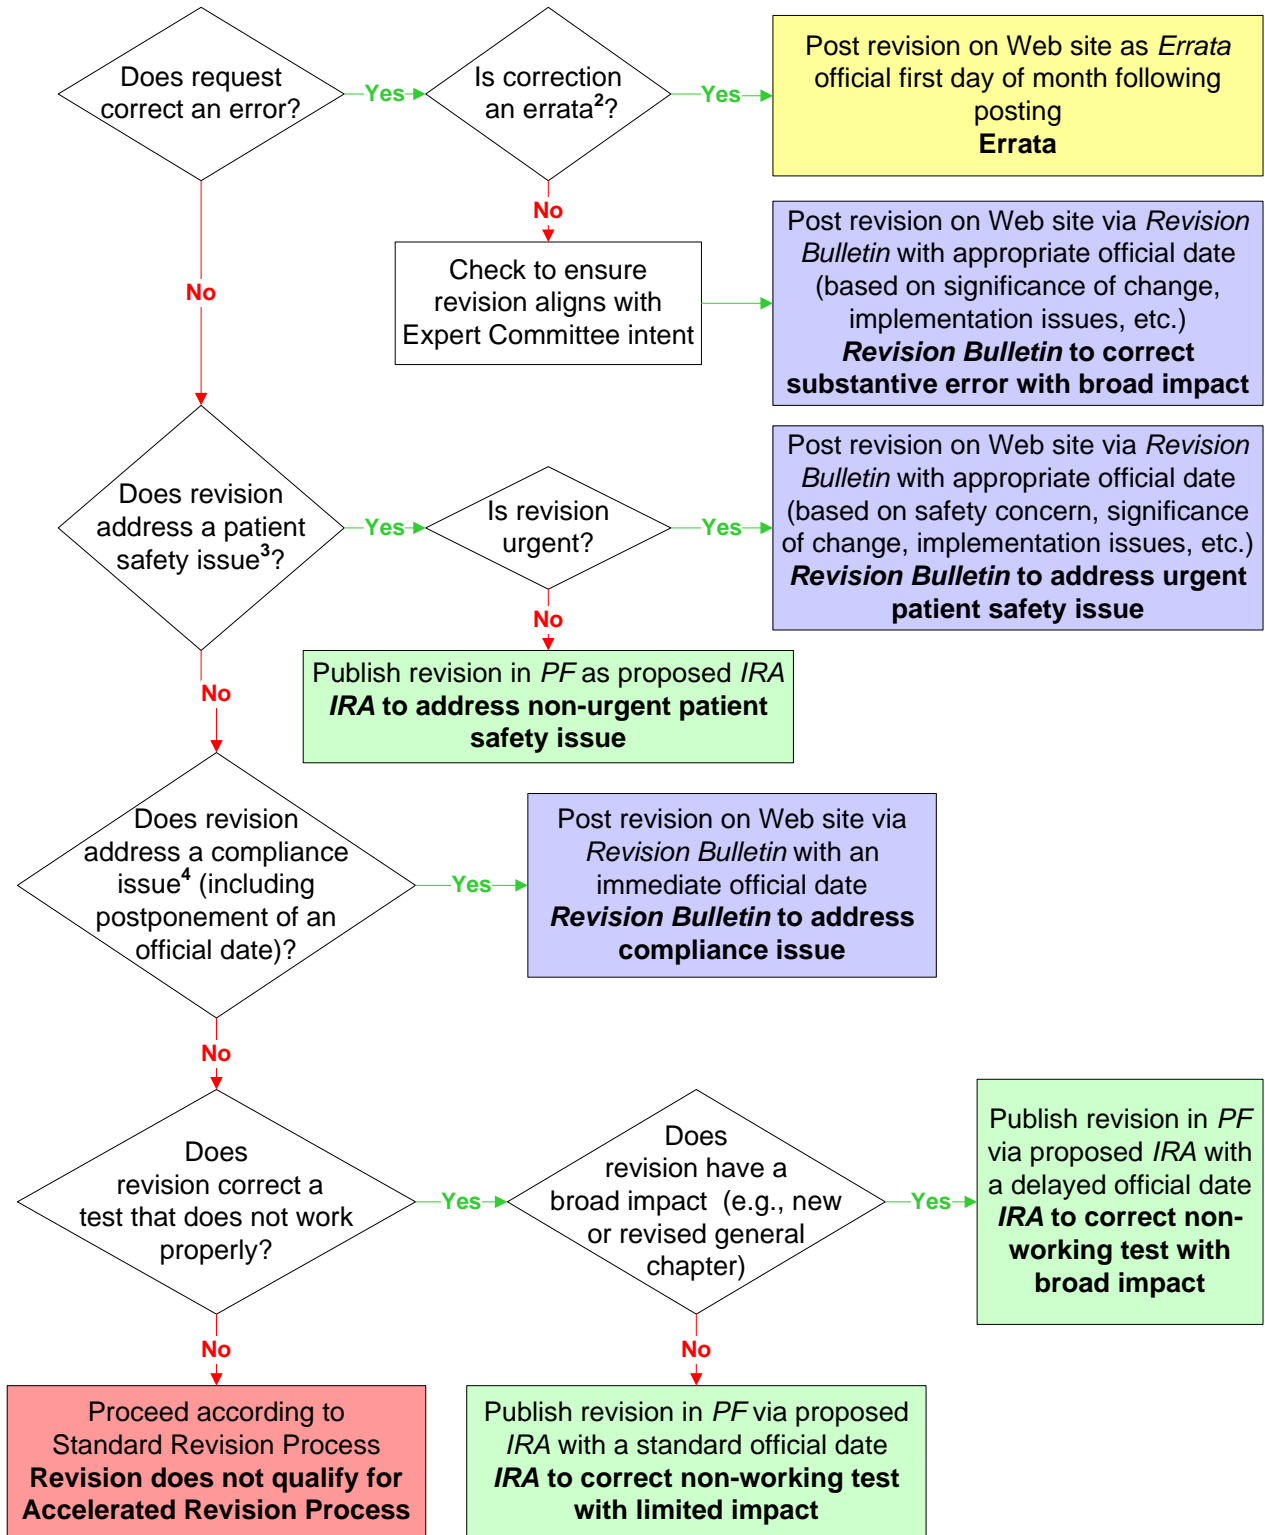 Does request
correct an error?
Yes
Is correction
an errata²?
Yes
Post revision on Web site as Errata
official first day of month following
posting
Errata
No
No
Check to ensure
revision aligns with
Expert Committee intent
Post revision on Web site via Revision
Bulletin with appropriate official date
(based on significance of change,
implementation issues, etc.)
Revision Bulletin to correct
substantive error with broad impact
Does revision
address a patient
safety issue³?
Yes
Is revision
urgent?
Yes
Post revision on Web site via Revision
Bulletin with appropriate official date
(based on safety concern, significance
of change, implementation issues, etc.)
Revision Bulletin to address urgent
patient safety issue
No
No
Publish revision in PF as proposed IRA
IRA to address non-urgent patient
safety issue
Does revision
address a compliance
issue⁴ (including
postponement of an
official date)?
Yes
Post revision on Web site via
Revision Bulletin with an
immediate official date
Revision Bulletin to address
compliance issue
No
Does
revision correct a
test that does not work
properly?
Yes
Does
revision have a
broad impact (e.g., new
or revised general
chapter)
Yes
Publish revision in PF
via proposed IRA with
a delayed official date
IRA to correct non-
working test with
broad impact
No
No
Proceed according to
Standard Revision Process
Revision does not qualify for
Accelerated Revision Process
Publish revision in PF via proposed
IRA with a standard official date
IRA to correct non-working test
with limited impact